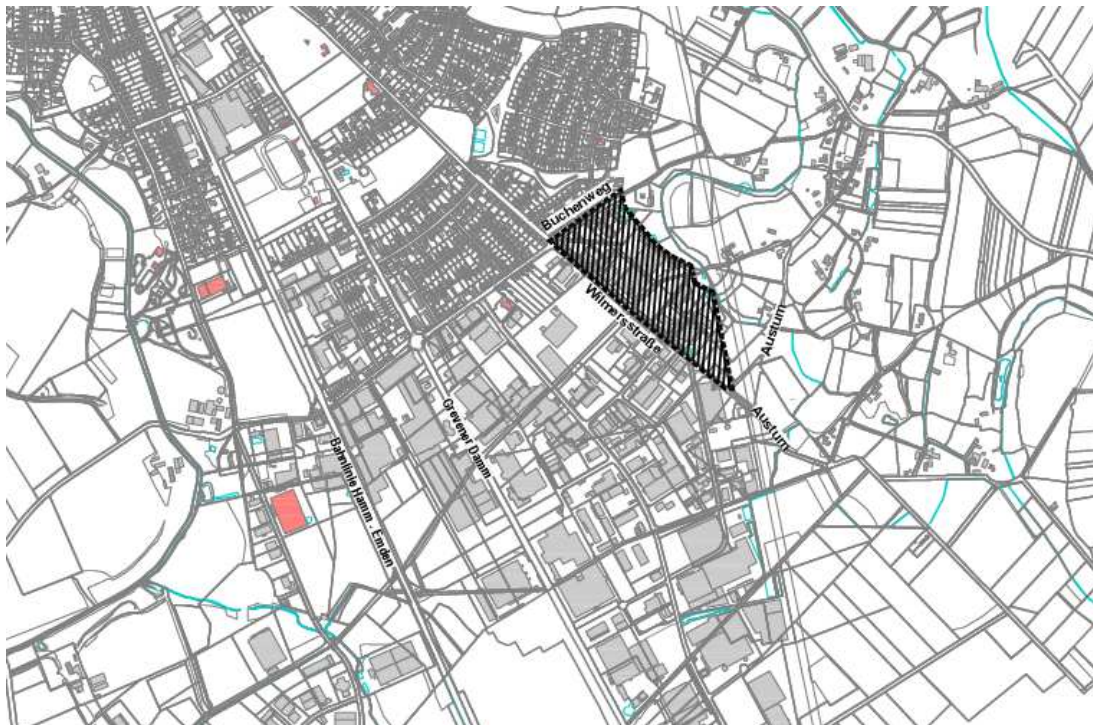 Buchenweg
Wilmersstraße
Austum
Austum
Grevener Damm
Bahnlinie Hamm - Emden